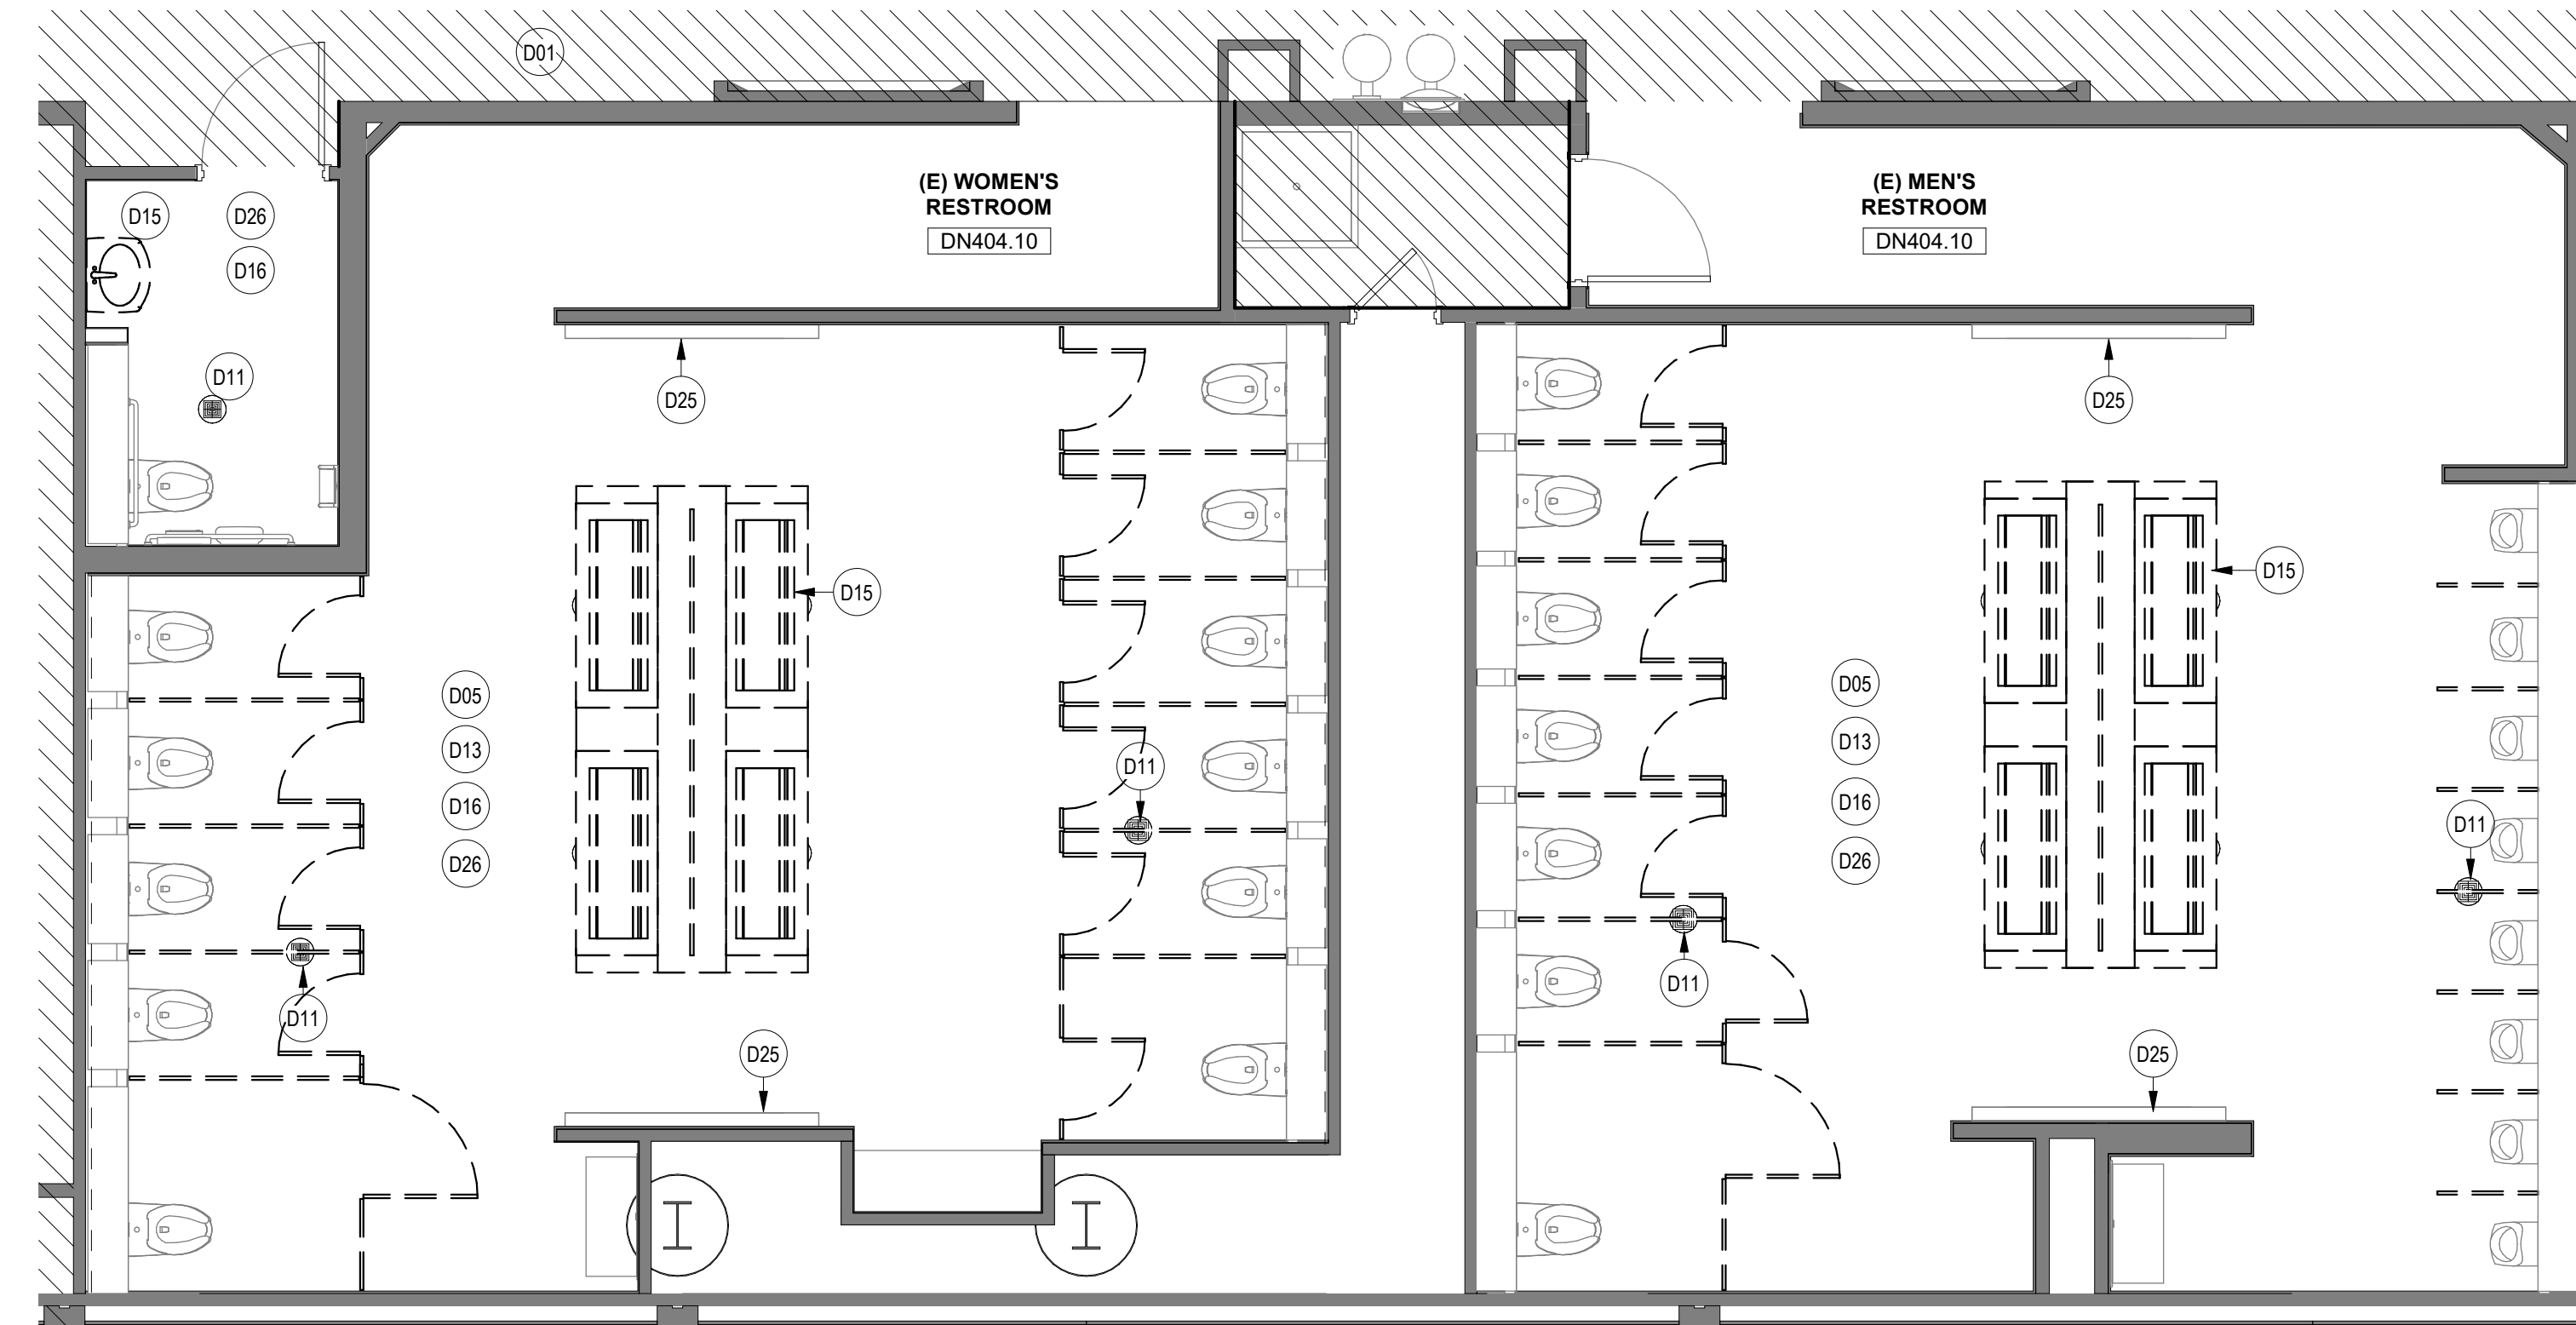 D01
D15
D26
D16
D11
(E) WOMEN'S
RESTROOM
DN404.10
(E) MEN'S
RESTROOM
DN404.10
D25
D25
D15
D15
D05
D13
D16
D26
D11
D11
D25
D05
D13
D16
D26
D11
D11
D25